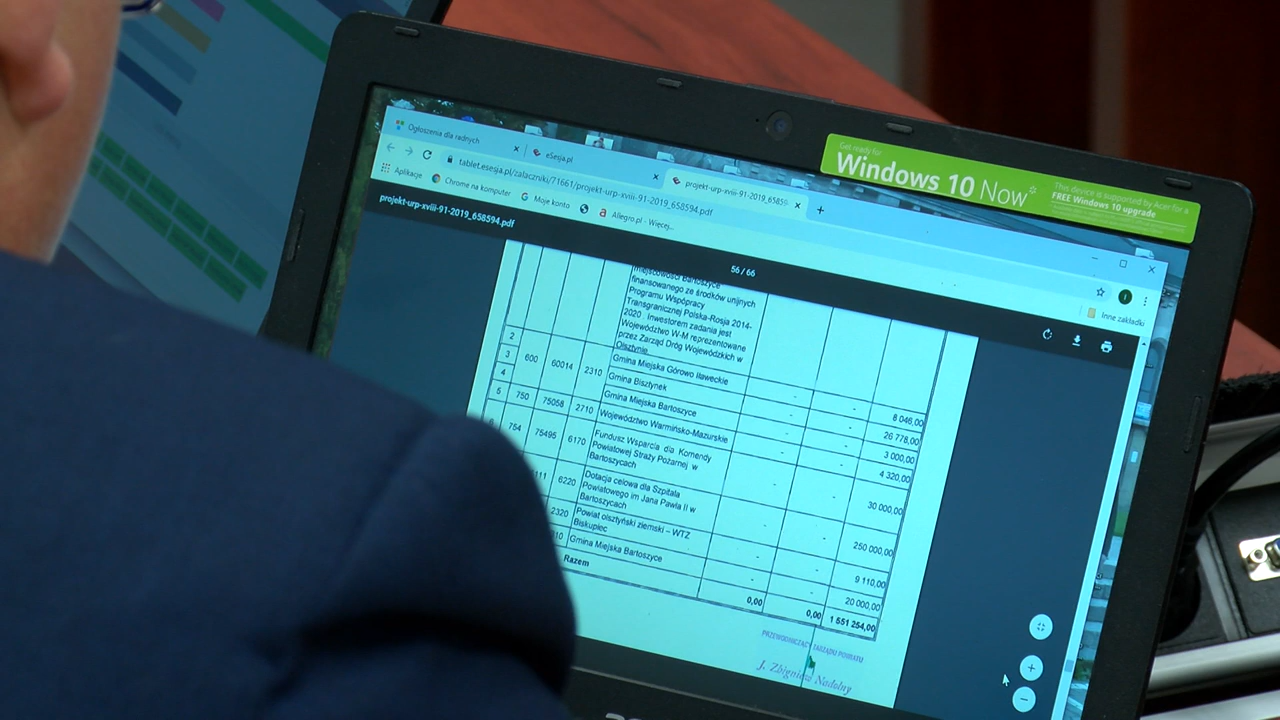 Get ready for
Windows 10 Now
This device is supported by Acer for a
FREE Windows 10 upgrade
Ogłoszenia dla radnych
eSesja.pl
projekt-urp-xviii-91-2019_65859
tablet.esesja.pl/zalaczniki/71661/projekt-urp-xviii-91-2019_658594.pdf
Aplikacje
Chrome na komputer
Moje konto
Allegro.pl - Więcej...
Inne zakładki
projekt-urp-xviii-91-2019_658594.pdf
56 / 66
miejscowości Bartoszyce
finansowanego ze środków unijnych
Programu Współpracy
Transgranicznej Polska-Rosja 2014-
2020 Inwestorem zadania jest
Województwo W-M reprezentowane
przez Zarząd Dróg Wojewódzkich w
Olsztynie
2 Gmina Miejska Górowo Iławeckie - - 8 046,00
3 600 60014 2310 Gmina Bisztynek - - 26 778,00
4 Gmina Miejska Bartoszyce - - 3 000,00
5 750 75058 2710 Województwo Warmińsko-Mazurskie - - 4 320,00
754 75495 6170 Fundusz Wsparcia dla Komendy
Powiatowej Straży Pożarnej w
Bartoszycach - - 30 000,00
6220 Dotacja celowa dla Szpitala
Powiatowego im Jana Pawła II w
Bartoszycach - - 250 000,00
2320 Powiat olsztyński ziemski – WTZ
Biskupiec - - 9 110,00
Gmina Miejska Bartoszyce - - 20 000,00
Razem 0,00 0,00 1 551 254,00
PRZEWODNICZĄCY ZARZĄDU POWIATU
J. Zbigniew Nadolny